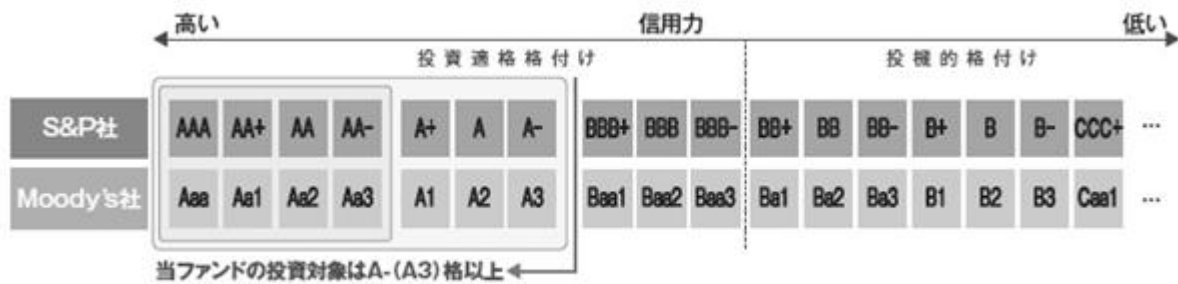 高い 信用力 低い
投資適格格付け 投機的格付け
S&P社 AAA AA+ AA AA- A+ A A- BBB+ BBB BBB- BB+ BB BB- B+ B B- CCC+ …
Moody's社 Aaa Aa1 Aa2 Aa3 A1 A2 A3 Baa1 Baa2 Baa3 Ba1 Ba2 Ba3 B1 B2 B3 Caa1 …
当ファンドの投資対象はA-(A3)格以上